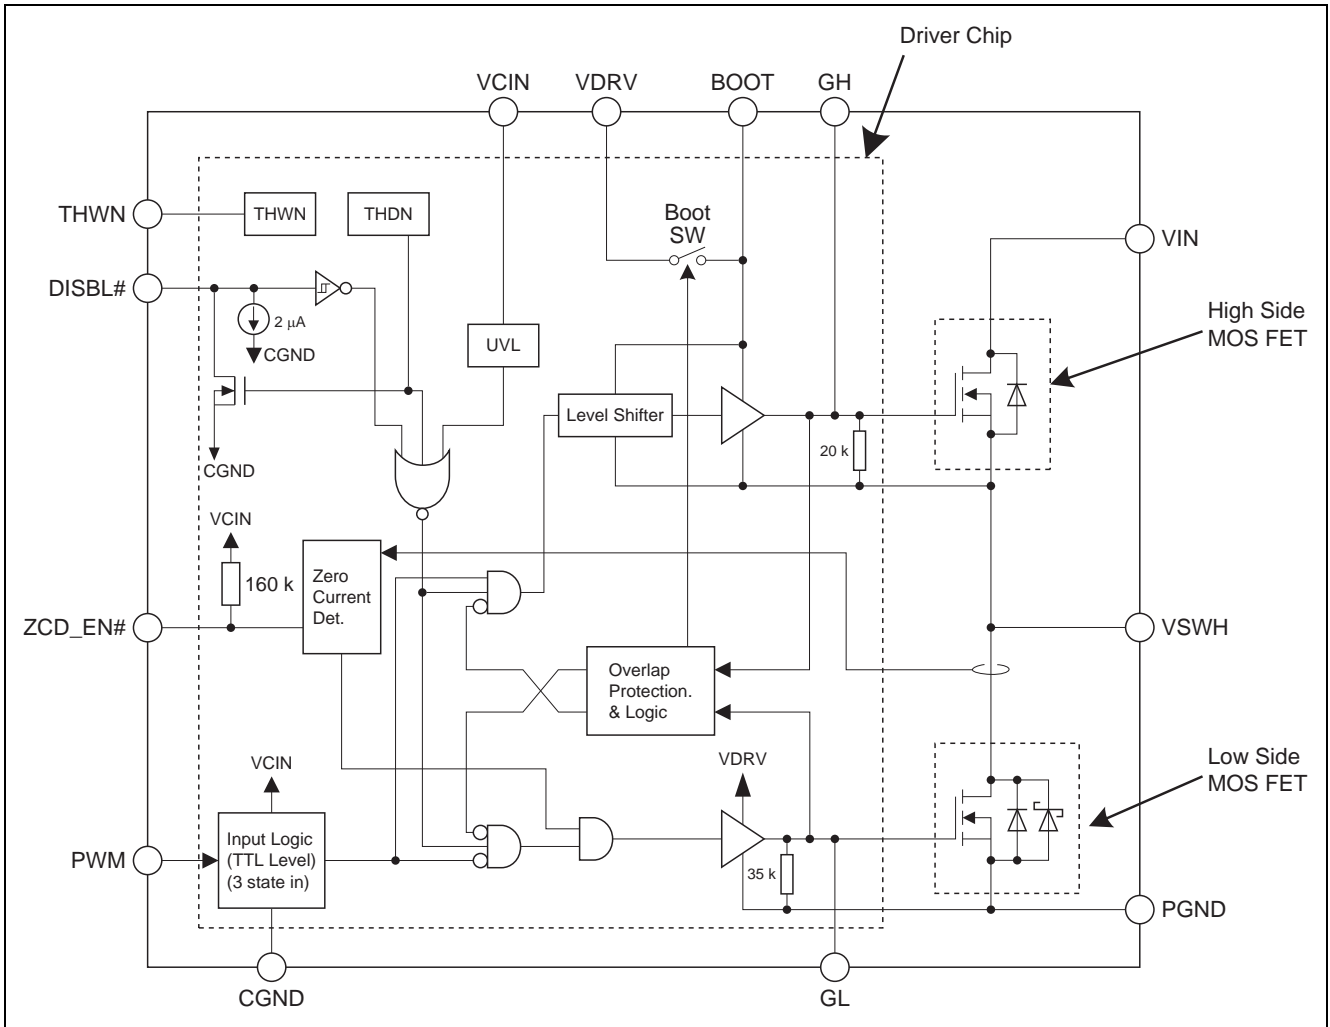 Driver Chip
VCIN
VDRV
BOOT
GH
THWN
THWN
THDN
Boot
SW
VIN
DISBL#
2 μA
CGND
UVL
High Side
MOS FET
Level Shifter
20 k
CGND
VCIN
160 k
Zero
Current
Det.
ZCD_EN#
VSWH
Overlap
Protection.
& Logic
VCIN
VDRV
Low Side
MOS FET
Input Logic
(TTL Level)
(3 state in)
PWM
35 k
PGND
CGND
GL